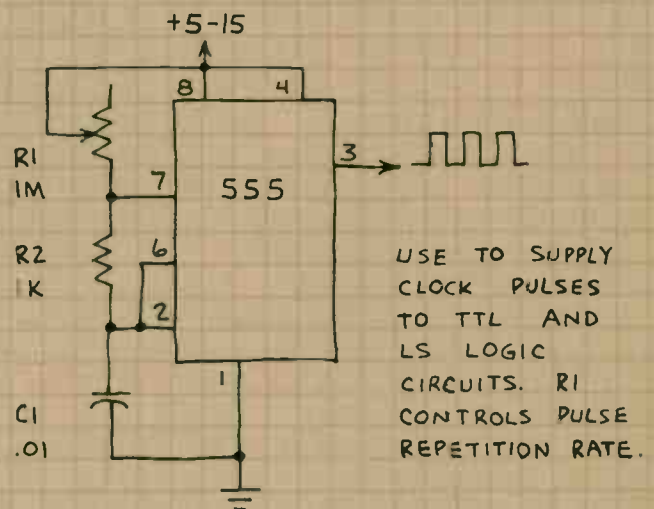 +5-15
8 4
R1
1M
7
555
3
R2
1K
6
2
1
C1
.01
USE TO SUPPLY
CLOCK PULSES
TO TTL AND
LS LOGIC
CIRCUITS. R1
CONTROLS PULSE
REPETITION RATE.